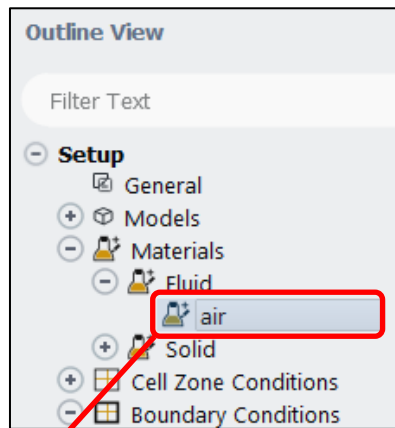 Outline View
Filter Text
Setup
General
Models
Materials
Fluid
air
Solid
Cell Zone Conditions
Boundary Conditions